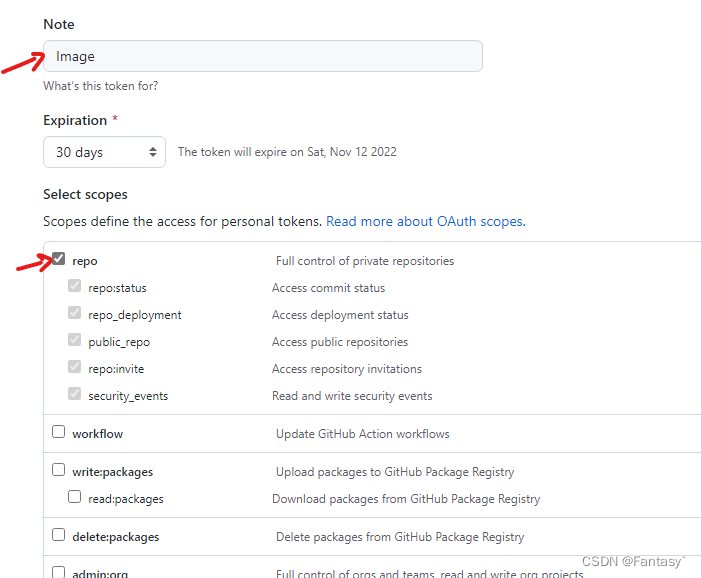 Note
Image
What's this token for?
Expiration *
30 days The token will expire on Sat, Nov 12 2022
Select scopes
Scopes define the access for personal tokens. Read more about OAuth scopes.
repo Full control of private repositories
repo:status Access commit status
repo_deployment Access deployment status
public_repo Access public repositories
repo:invite Access repository invitations
security_events Read and write security events
workflow Update GitHub Action workflows
write:packages Upload packages to GitHub Package Registry
read:packages Download packages from GitHub Package Registry
delete:packages Delete packages from GitHub Package Registry
admin:org Full control of orgs and teams, read and write org projects
CSDN @Fantasy`